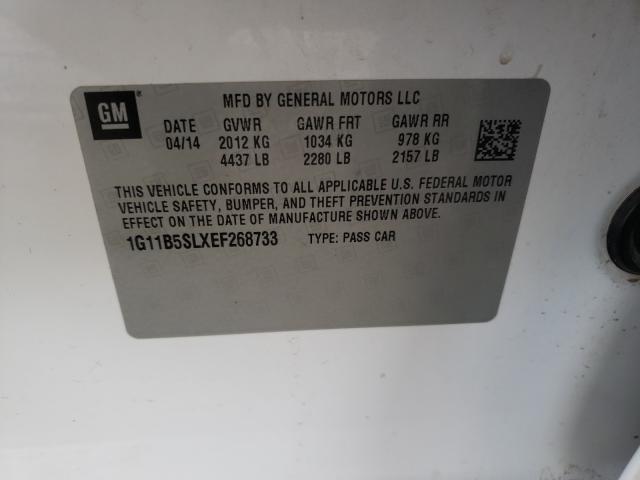 GM
MFD BY GENERAL MOTORS LLC
DATE GVWR GAWR FRT GAWR RR
04/14 2012 KG 1034 KG 978 KG
4437 LB 2280 LB 2157 LB
THIS VEHICLE CONFORMS TO ALL APPLICABLE U.S. FEDERAL MOTOR
VEHICLE SAFETY, BUMPER, AND THEFT PREVENTION STANDARDS IN
EFFECT ON THE DATE OF MANUFACTURE SHOWN ABOVE.
1G11B5SLXEF268733 TYPE: PASS CAR